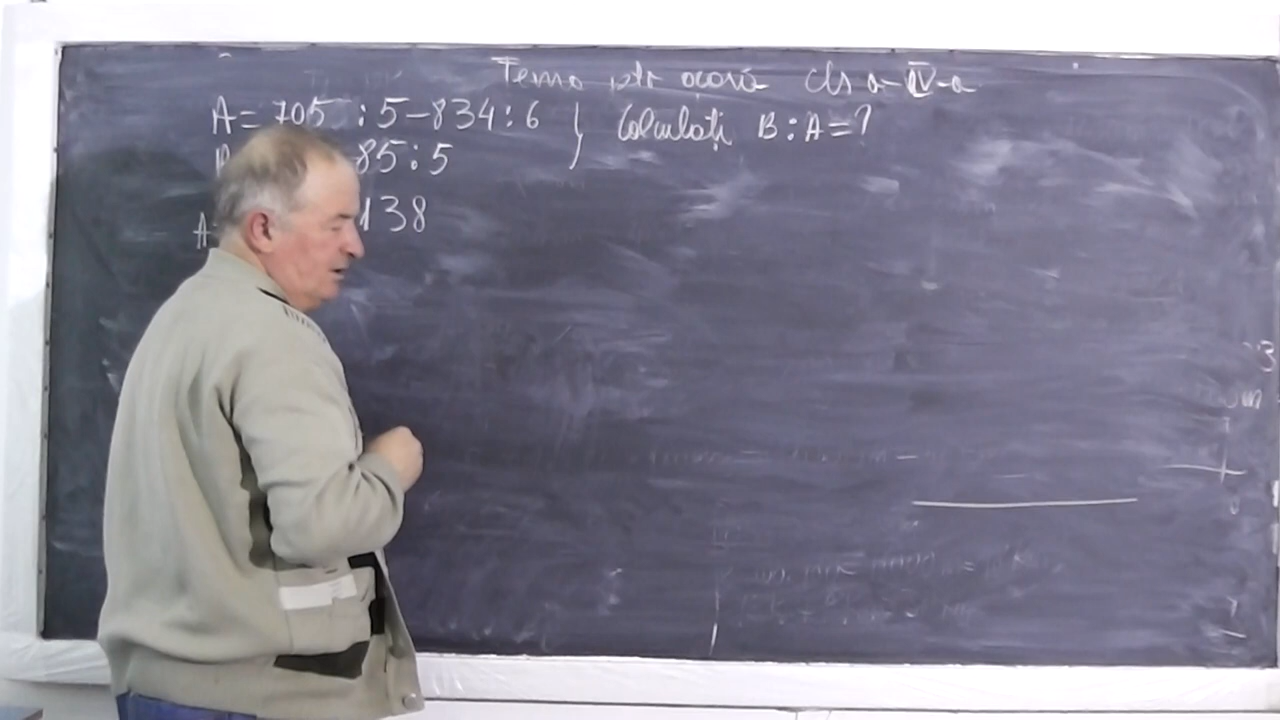 Tema ptr acasă cls a-IV-a
A= 705 :5-834:6 } Calculați B:A=?
B 85:5
A= 138